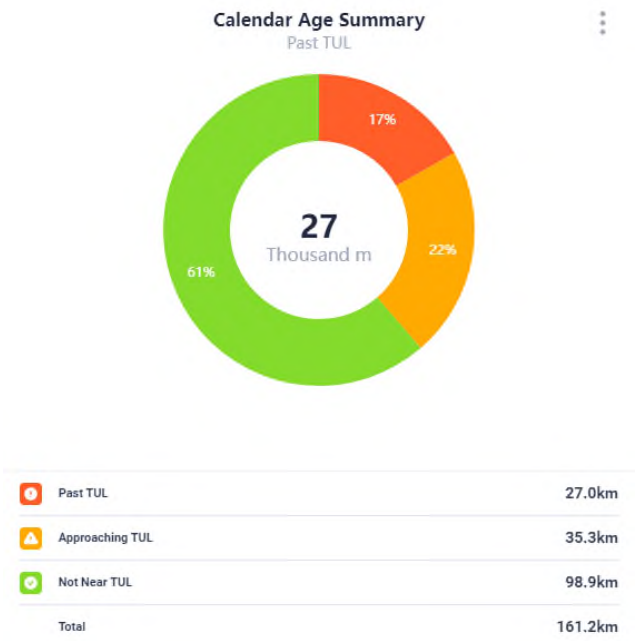 Calendar Age Summary
Past TUL
17%
22%
61%
27
Thousand m
Past TUL 27.0km
Approaching TUL 35.3km
Not Near TUL 98.9km
Total 161.2km